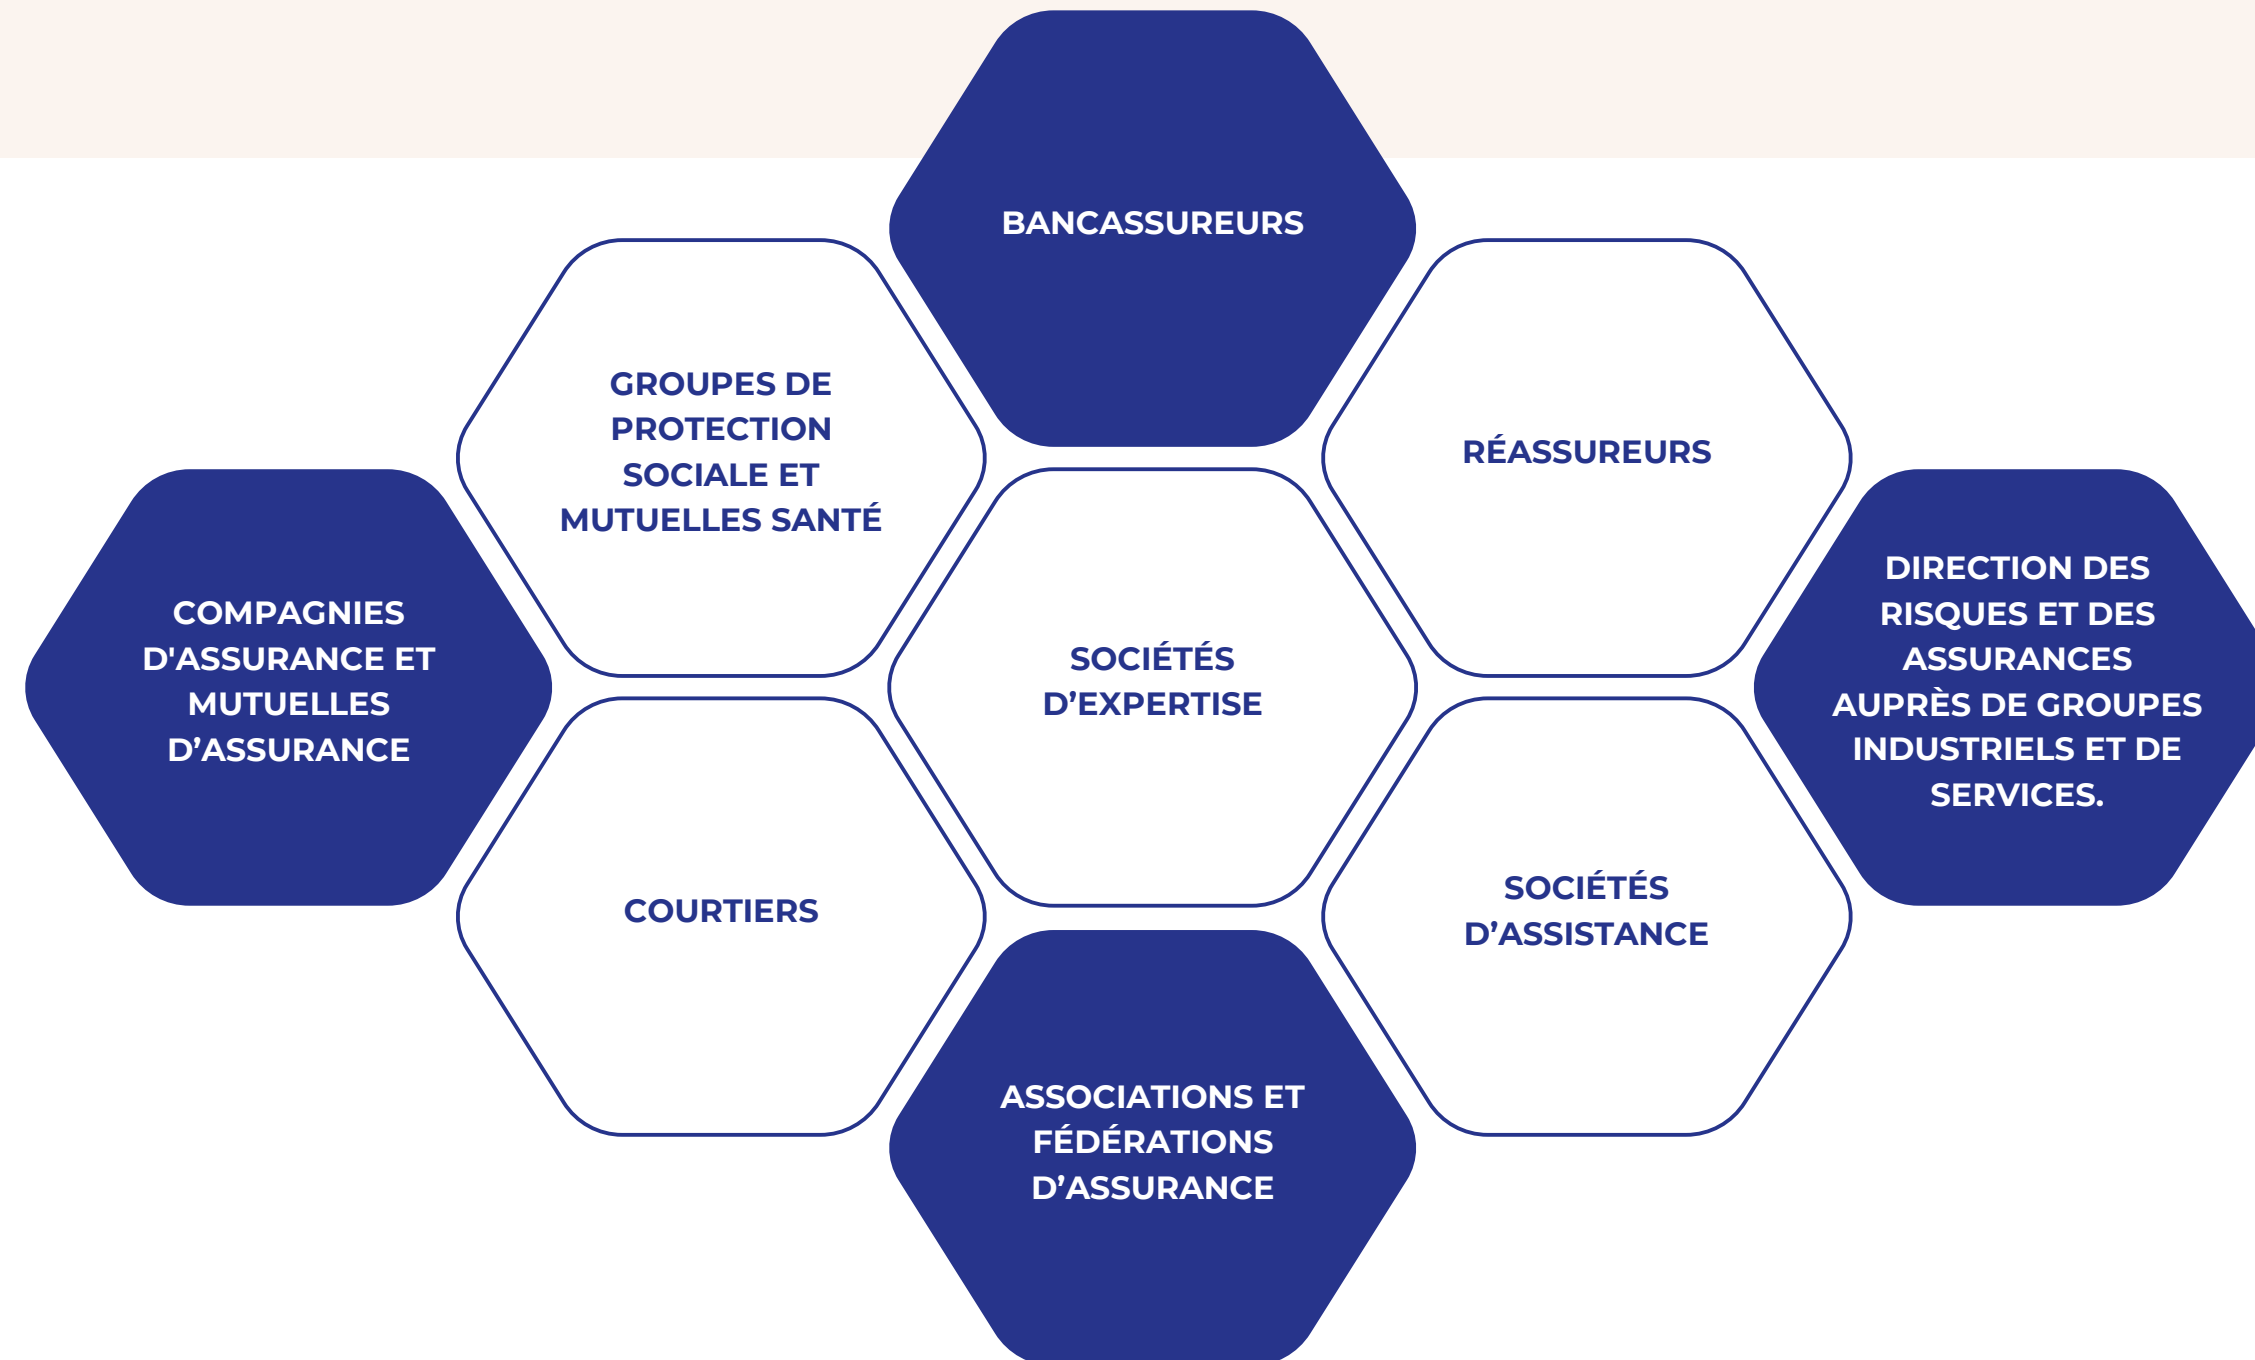 BANCASSUREURS
GROUPES DE
PROTECTION
SOCIALE ET
MUTUELLES SANTÉ
RÉASSUREURS
COMPAGNIES
D'ASSURANCE ET
MUTUELLES
D’ASSURANCE
SOCIÉTÉS
D’EXPERTISE
DIRECTION DES
RISQUES ET DES
ASSURANCES
AUPRÈS DE GROUPES
INDUSTRIELS ET DE
SERVICES.
COURTIERS
SOCIÉTÉS
D’ASSISTANCE
ASSOCIATIONS ET
FÉDÉRATIONS
D’ASSURANCE